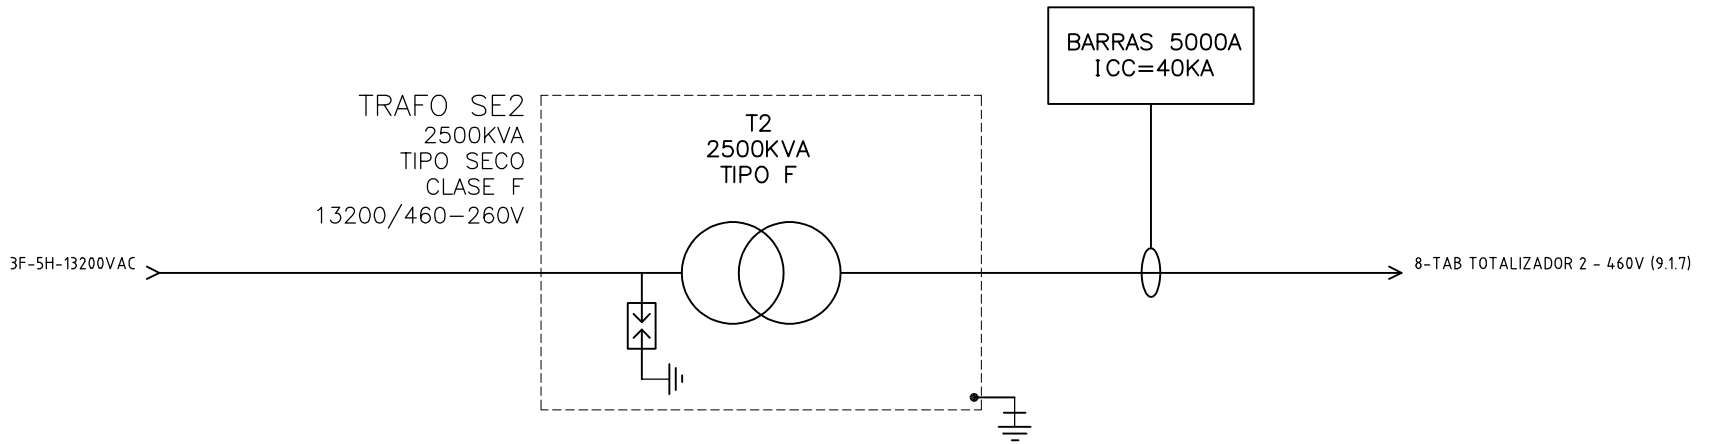 BARRAS 5000A
ICC=40KA
TRAFO SE2
2500KVA
TIPO SECO
CLASE F
13200/460-260V
T2
2500KVA
TIPO F
3F-5H-13200VAC
8-TAB TOTALIZADOR 2 - 460V (9.1.7)